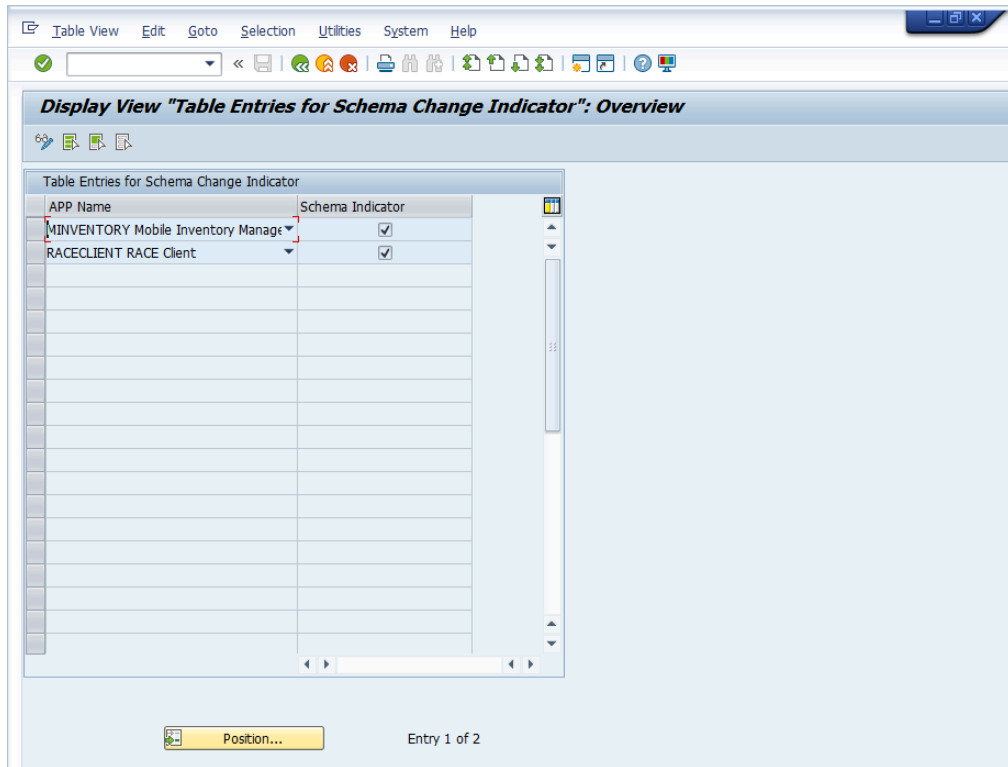 Table View Edit Goto Selection Utilities System Help
Display View "Table Entries for Schema Change Indicator": Overview
Table Entries for Schema Change Indicator
APP Name Schema Indicator
MINVENTORY Mobile Inventory Manage
RACECLIENT RACE Client
Position... Entry 1 of 2